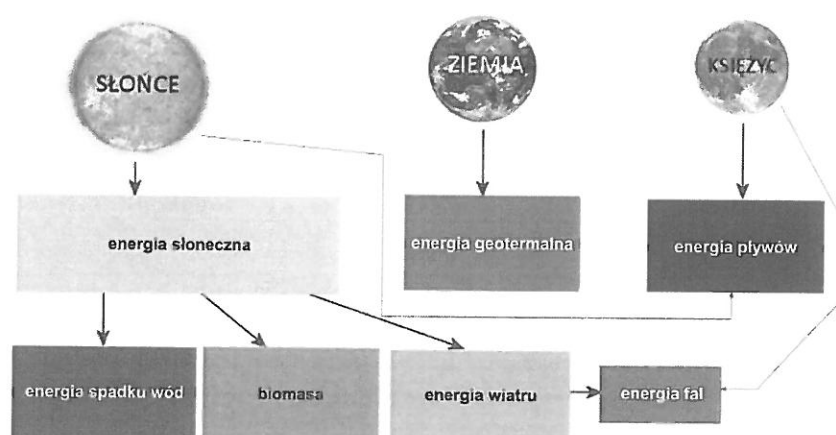 SŁOŃCE
ZIEMIA
KSIĘŻYC
energia słoneczna
energia geotermalna
energia pływów
energia spadku wód
biomasa
energia wiatru
energia fal